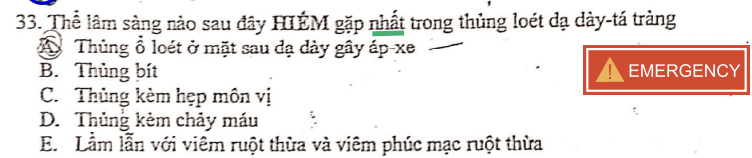 33. Thể lâm sàng nào sau đây HIẾM gặp nhất trong thủng loét dạ dày-tá tràng
A. Thủng ổ loét ở mặt sau dạ dày gây áp-xe
B. Thủng bít
C. Thủng kèm hẹp môn vị
D. Thủng kèm chảy máu
E. Lầm lẫn với viêm ruột thừa và viêm phúc mạc ruột thừa
EMERGENCY